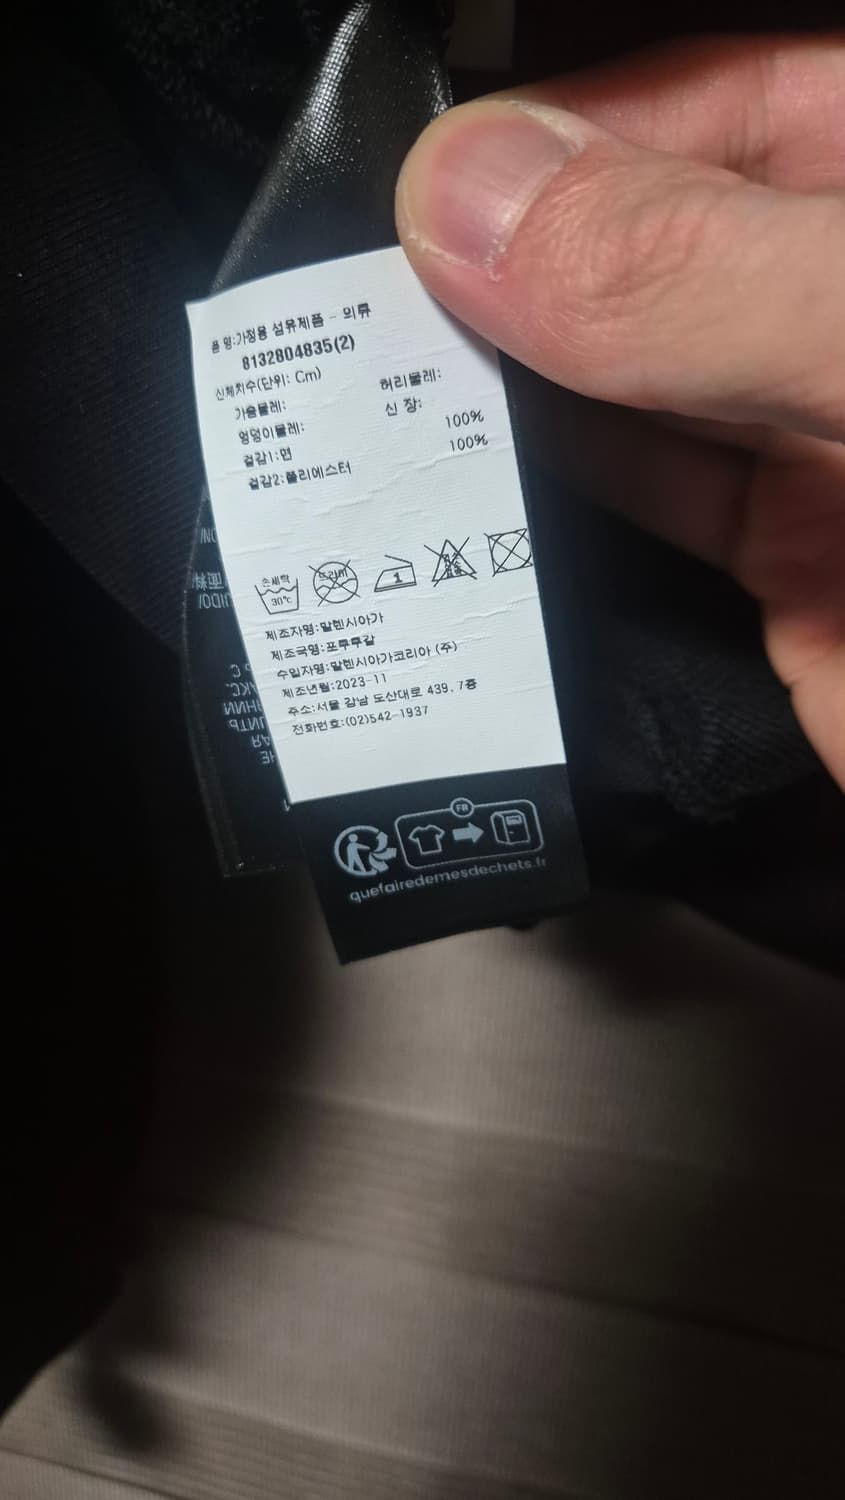 품 명:가정용 섬유제품 - 의류
8132804835(2)
신체치수(단위: Cm)
가슴물레: 허리물레:
엉덩이물레: 신 장:
겉감1:면 100%
겉감2:폴리에스터 100%
손세탁
30℃
드라이
1
제조자명:발렌시아가
제조국명:포루투갈
수입자명:발렌시아가코리아 (주)
제조년월:2023-11
주소:서울 강남 도산대로 439, 7층
전화번호:(02)542-1937
FR
quefairedemesdechets.fr